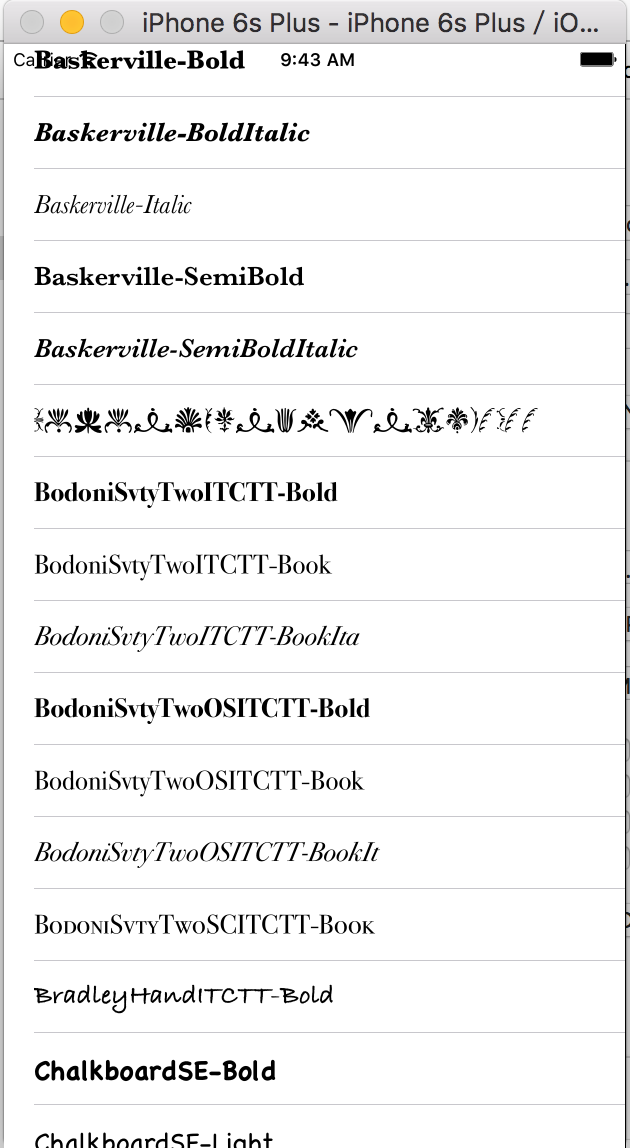 iPhone 6s Plus - iPhone 6s Plus / iO...
9:43 AM
Baskerville-Bold
Baskerville-BoldItalic
Baskerville-Italic
Baskerville-SemiBold
Baskerville-SemiBoldItalic
BodoniSvtyTwoITCTT-Bold
BodoniSvtyTwoITCTT-Book
BodoniSvtyTwoITCTT-BookIta
BodoniSvtyTwoOSITCTT-Bold
BodoniSvtyTwoOSITCTT-Book
BodoniSvtyTwoOSITCTT-BookIt
BodoniSvtyTwoSCITCTT-Book
BradleyHandITCTT-Bold
ChalkboardSE-Bold
ChalkboardSE-Light